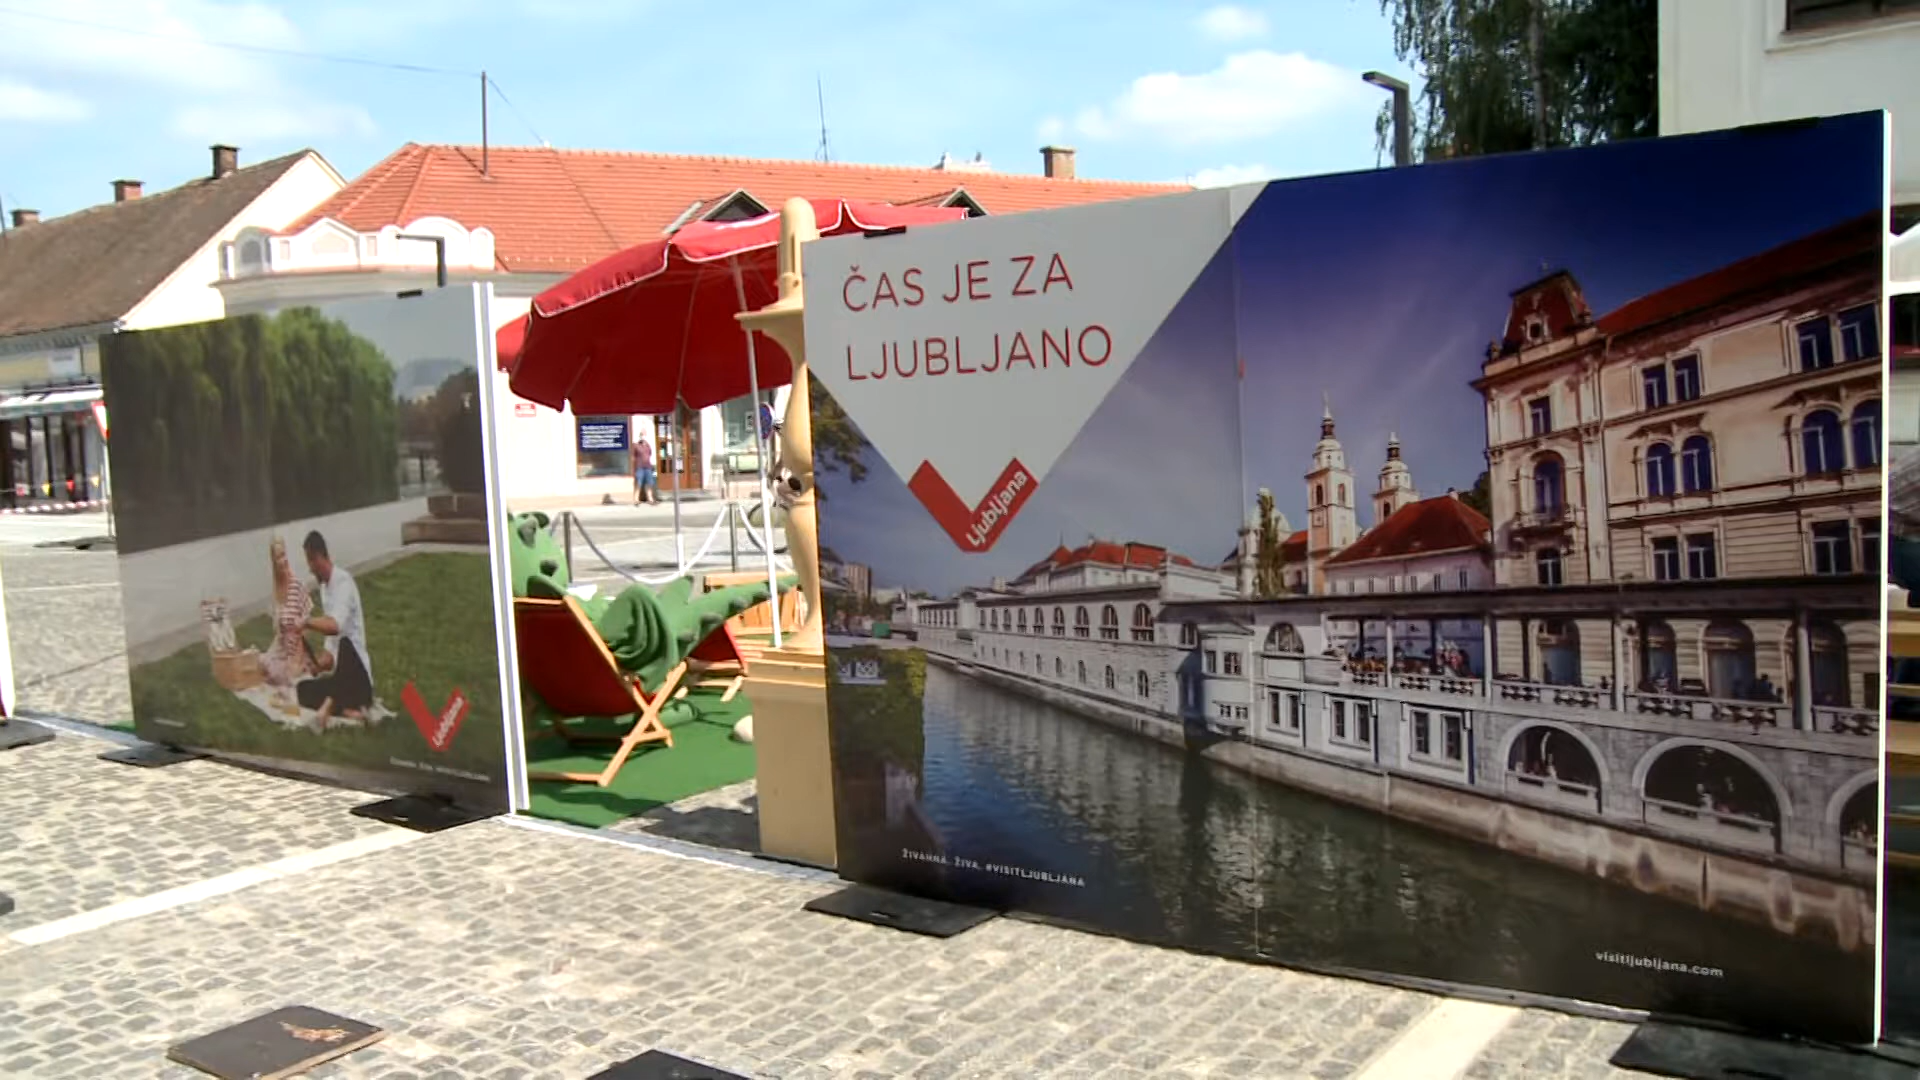 ČAS JE ZA
LJUBLJANO
Ljubljana
ŽIVAHNA. ŽIVA. #VISITLJUBLJANA
visitljubljana.com
Ljubljana